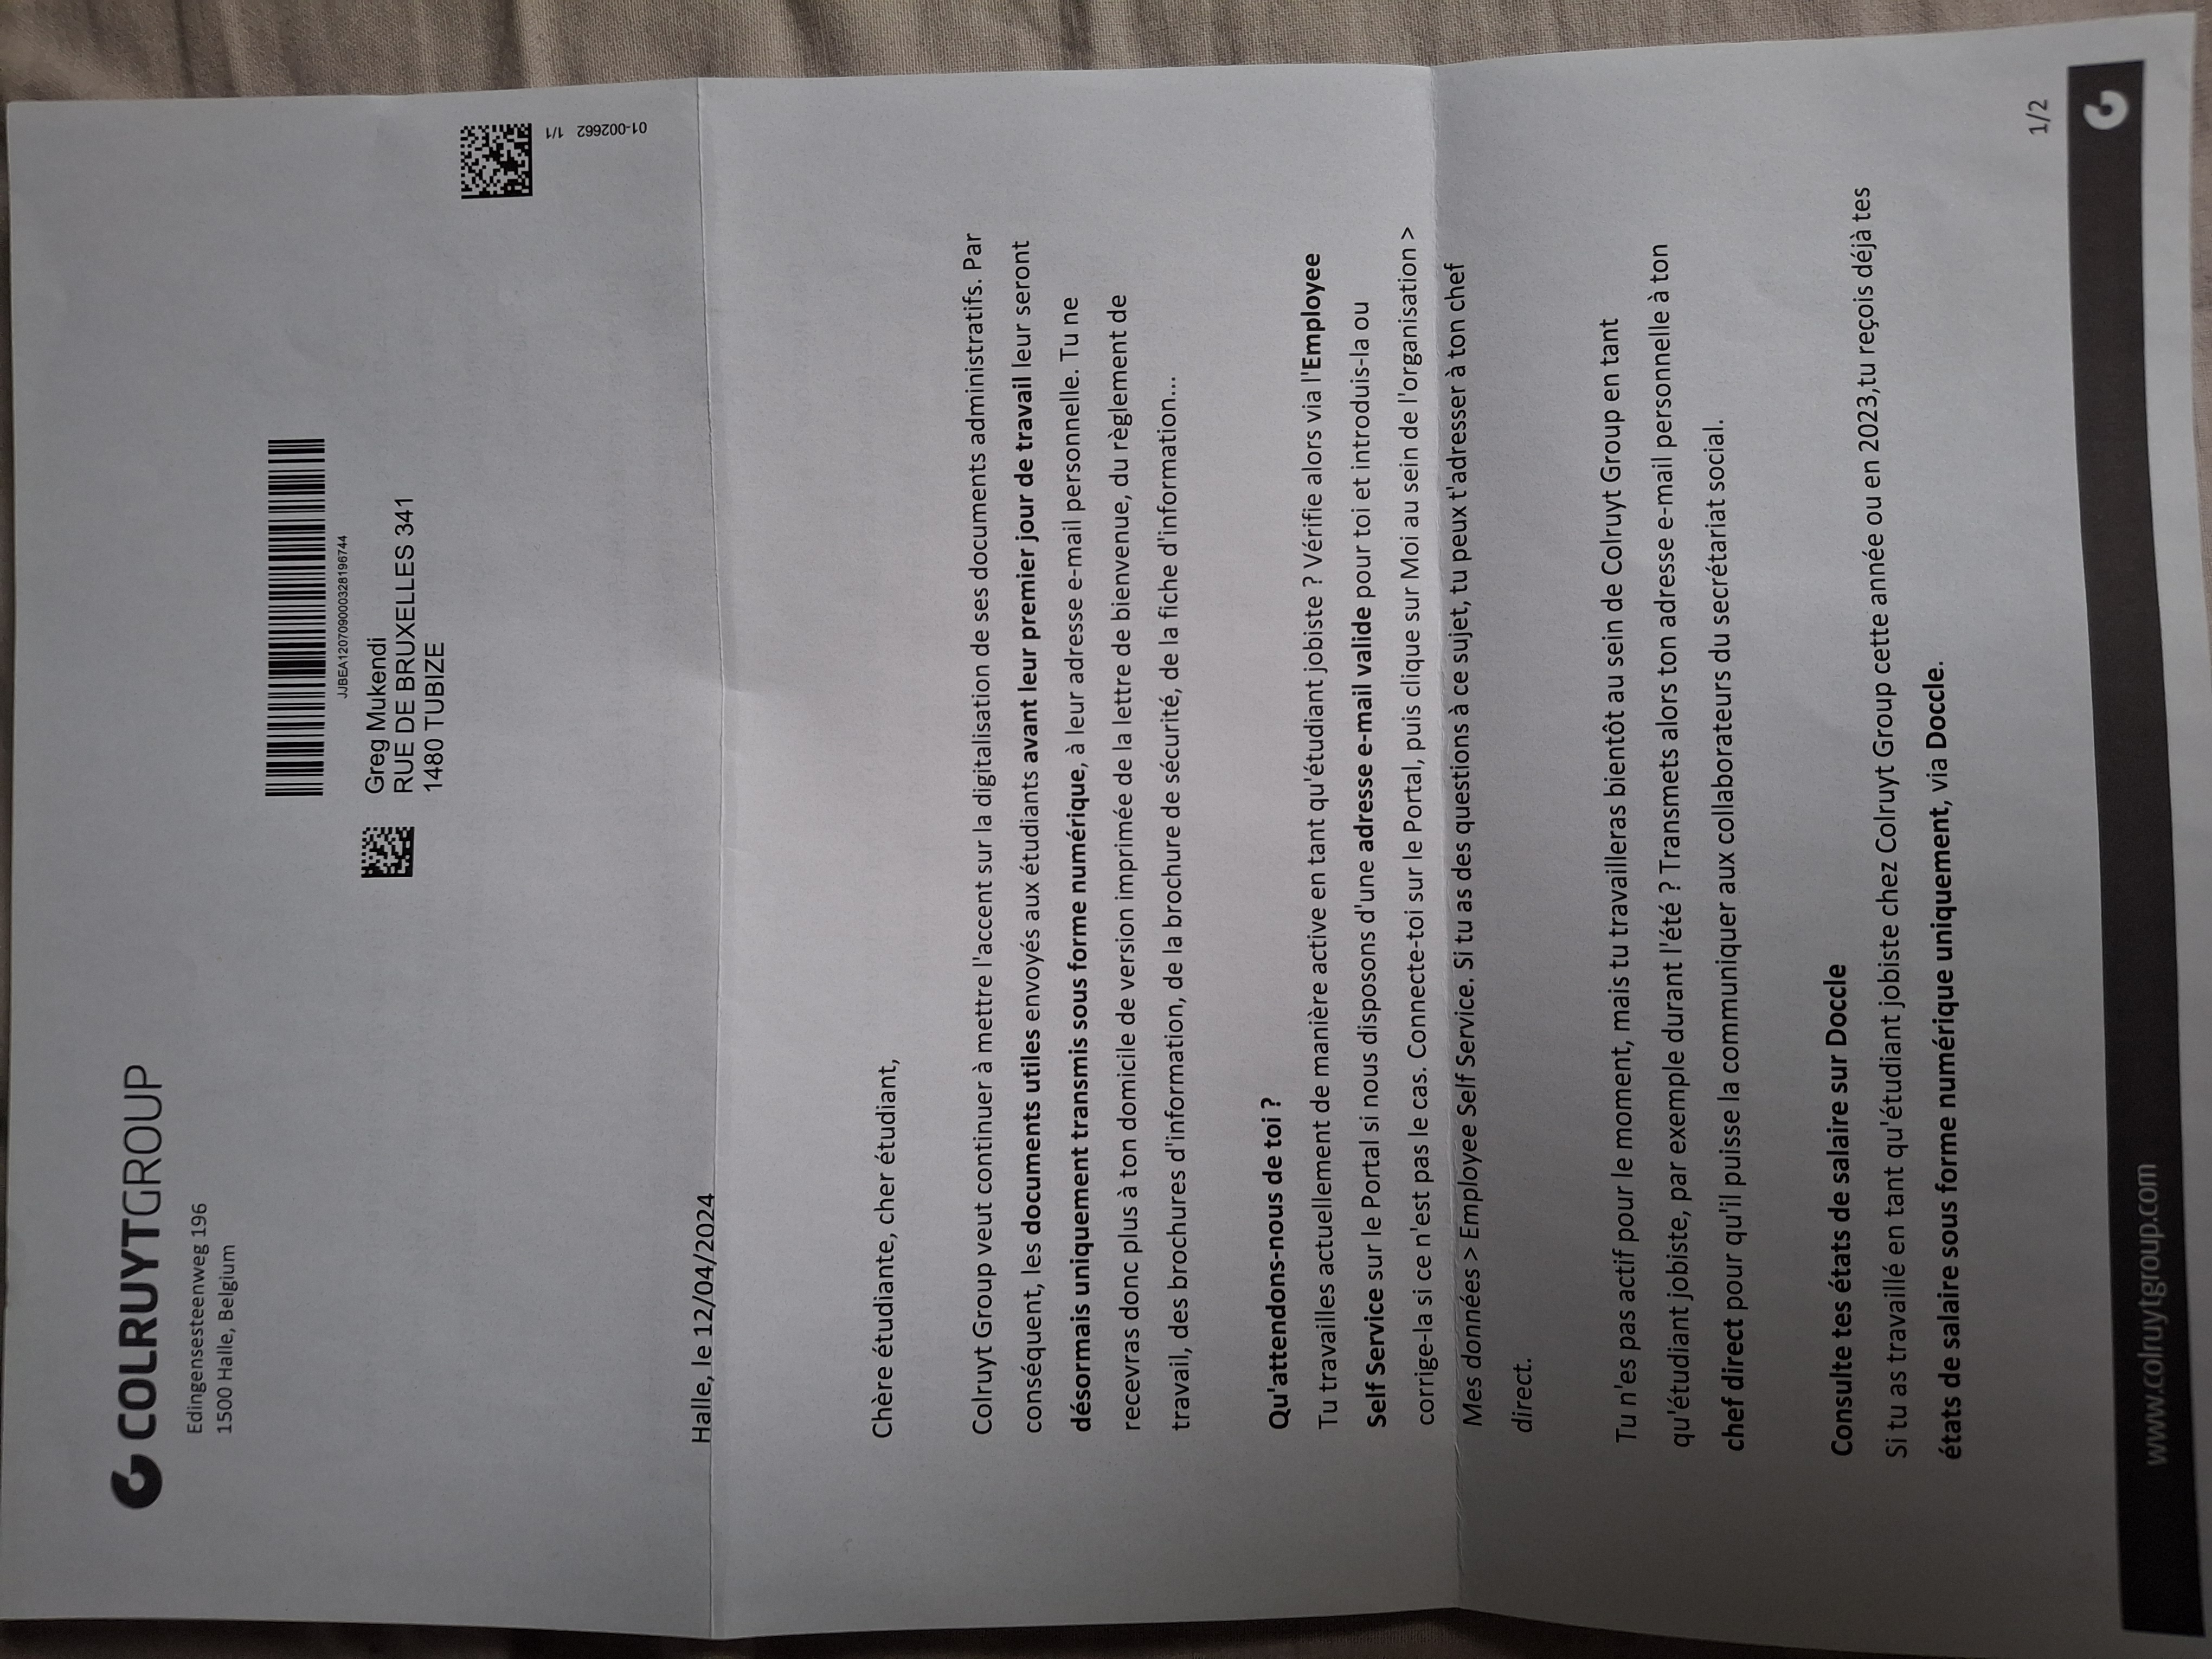 COLRUYTGROUP
Edingensesteenweg 196
1500 Halle, Belgium
JJBEA120709000328196744
Greg Mukendi
RUE DE BRUXELLES 341
1480 TUBIZE
01-002662 1/1
Halle, le 12/04/2024
Chère étudiante, cher étudiant,
Colruyt Group veut continuer à mettre l'accent sur la digitalisation de ses documents administratifs. Par
conséquent, les documents utiles envoyés aux étudiants avant leur premier jour de travail leur seront
désormais uniquement transmis sous forme numérique, à leur adresse e-mail personnelle. Tu ne
recevras donc plus à ton domicile de version imprimée de la lettre de bienvenue, du règlement de
travail, des brochures d'information, de la brochure de sécurité, de la fiche d'information...
Qu'attendons-nous de toi ?
Tu travailles actuellement de manière active en tant qu'étudiant jobiste ? Vérifie alors via l'Employee
Self Service sur le Portal si nous disposons d'une adresse e-mail valide pour toi et introduis-la ou
corrige-la si ce n'est pas le cas. Connecte-toi sur le Portal, puis clique sur Moi au sein de l'organisation >
Mes données > Employee Self Service. Si tu as des questions à ce sujet, tu peux t'adresser à ton chef
direct.
Tu n'es pas actif pour le moment, mais tu travailleras bientôt au sein de Colruyt Group en tant
qu'étudiant jobiste, par exemple durant l'été ? Transmets alors ton adresse e-mail personnelle à ton
chef direct pour qu'il puisse la communiquer aux collaborateurs du secrétariat social.
Consulte tes états de salaire sur Doccle
Si tu as travaillé en tant qu'étudiant jobiste chez Colruyt Group cette année ou en 2023,tu reçois déjà tes
états de salaire sous forme numérique uniquement, via Doccle.
1/2
www.colruytgroup.com